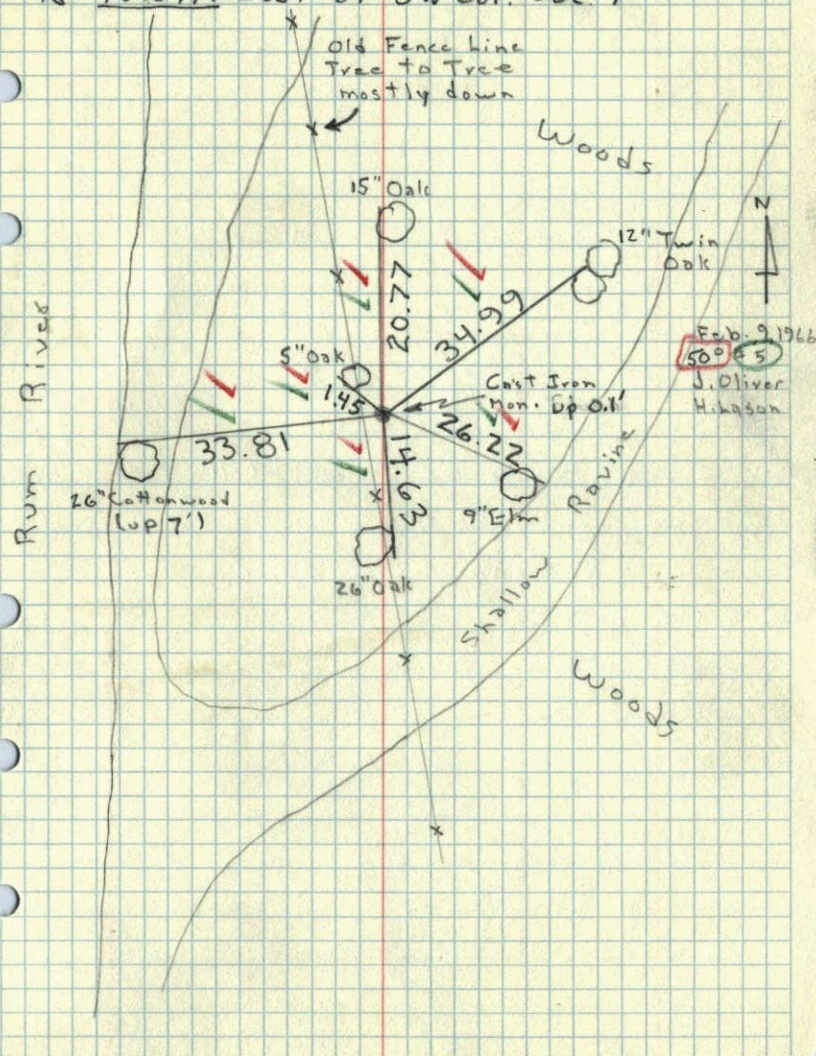 Old Fence Line
Tree to Tree
mostly down
Woods
15" Oak
N
12" Twin
Oak
20.77
34.99
Feb. 9 1966
50° 5
J. Oliver
5" Oak
1.45
Cast Iron
Mon. Up 0.1'
River
33.81
26.22
14.63
26" Cottonwood
(up 7')
9" Elm
Ravine
Rum
26" Oak
Shallow
Woods